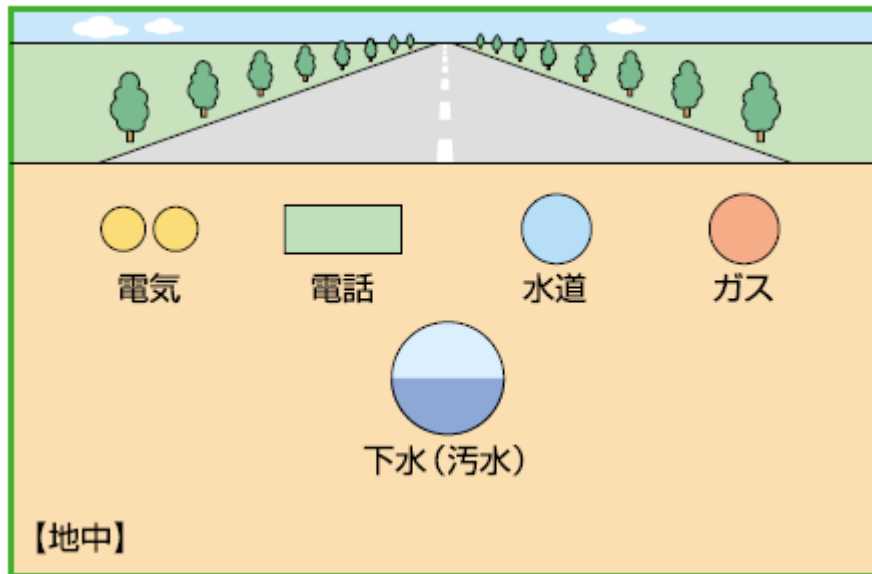 電気
電話
水道
ガス
下水(汚水)
【地中】